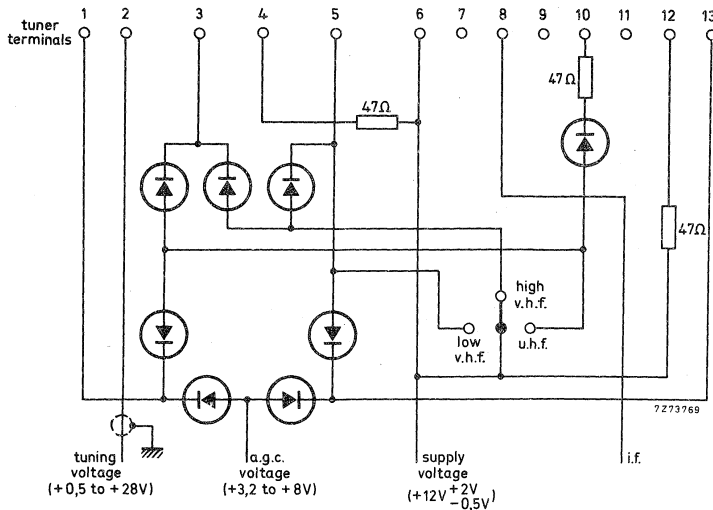 tuner
terminals
1 2 3 4 5 6 7 8 9 10 11 12 13
47Ω
47Ω
47Ω
high
v.h.f.
low
v.h.f.
u.h.f.
7Z73769
tuning
voltage
(+0,5 to +28V)
a.g.c.
voltage
(+3,2 to +8V)
supply
voltage
(+12V +2V
-0,5V)
i.f.